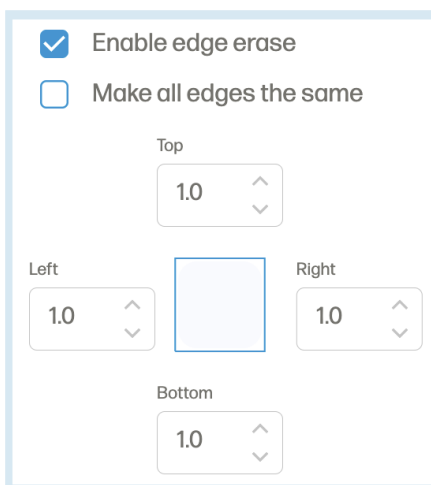 Enable edge erase
Make all edges the same
Top
1.0
Left
Right
1.0
1.0
Bottom
1.0